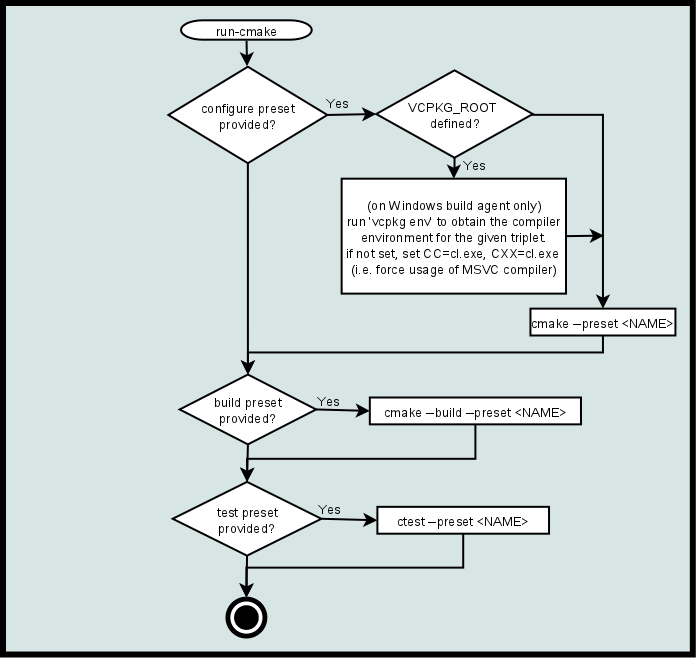 run-cmake
configure preset
provided?
Yes
VCPKG_ROOT
defined?
Yes
(on Windows build agent only)
run 'vcpkg env' to obtain the compiler
environment for the given triplet.
if not set, set CC=cl.exe, CXX=cl.exe
(i.e. force usage of MSVC compiler)
cmake --preset <NAME>
build preset
provided?
Yes
cmake --build --preset <NAME>
test preset
provided?
Yes
ctest --preset <NAME>